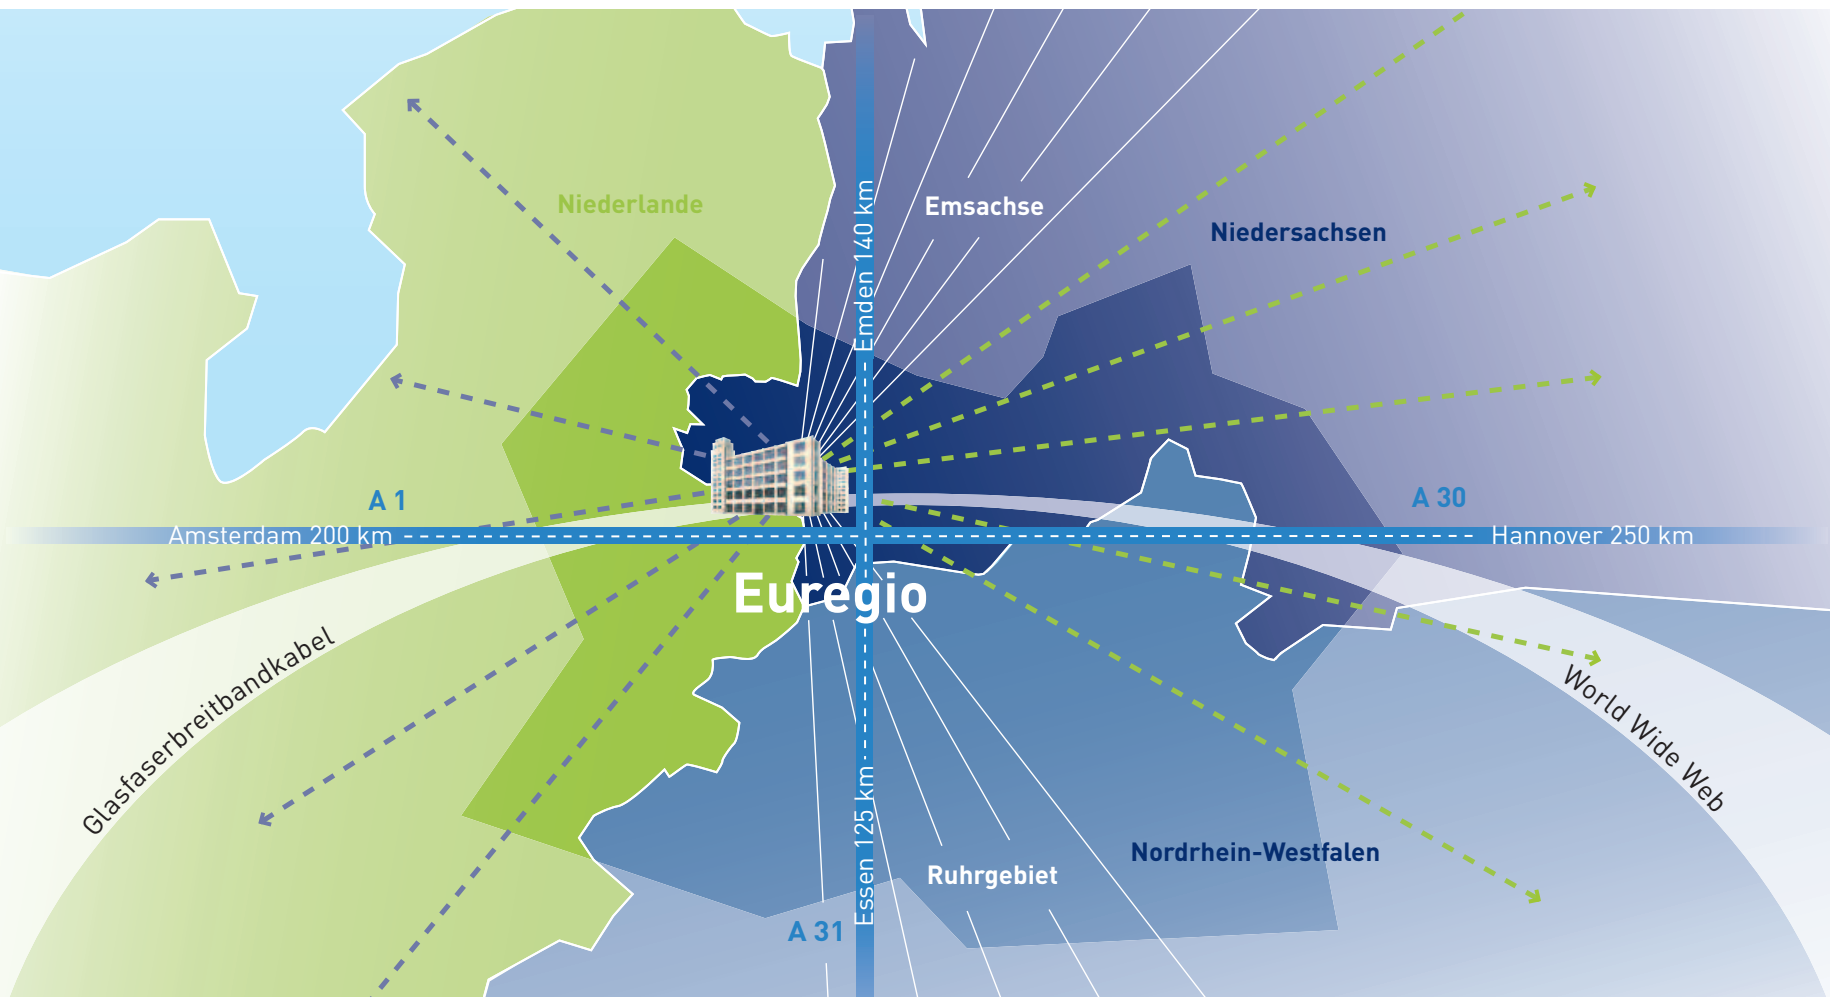 Niederlande
Emsachse
Niedersachsen
Emden 140 km
A 1
A 30
Amsterdam 200 km
Hannover 250 km
Euregio
Glasfaserbreitbandkabel
World Wide Web
Essen 125 km
Nordrhein-Westfalen
Ruhrgebiet
A 31